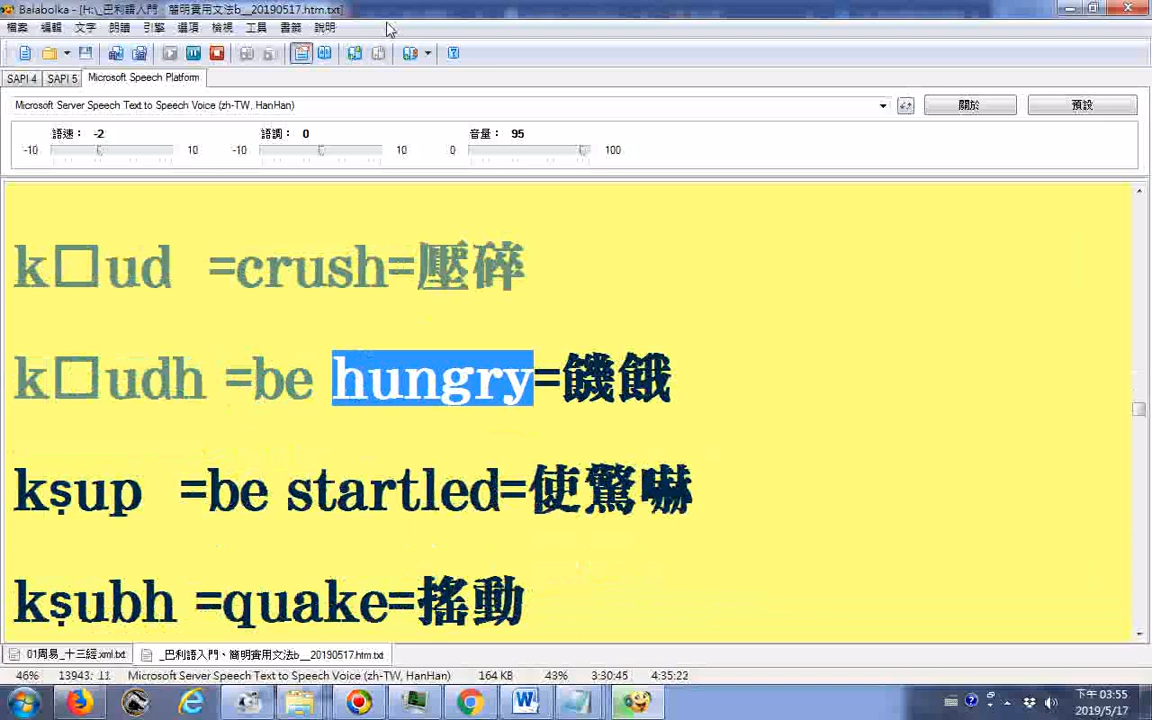 Balabolka - [H:\_巴利語入門、簡明實用文法b__20190517.htm.txt]
檔案 編輯 文字 朗讀 引擎 選項 檢視 工具 書籤 說明
SAPI 4 SAPI 5 Microsoft Speech Platform
Microsoft Server Speech Text to Speech Voice (zh-TW, HanHan) 關於 預設
語速： -2 語調： 0 音量： 95
-10 10 -10 10 0 100
k□ud =crush=壓碎
k□udh =be hungry=饑餓
kṣup =be startled=使驚嚇
kṣubh =quake=搖動
01周易_十三經.xml.txt _巴利語入門、簡明實用文法b__20190517.htm.txt
46% 13943: 11 Microsoft Server Speech Text to Speech Voice (zh-TW, HanHan) 164 KB 43% 3:30:45 4:35:22
下午 03:55
2019/5/17